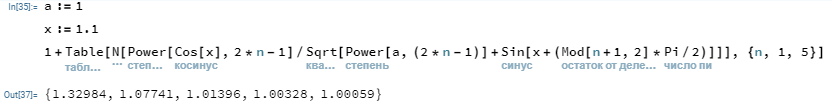 In[35]:= a := 1
x := 1.1
1 + Table[N[Power[Cos[x], 2 * n - 1] / Sqrt[Power[a, (2 * n - 1)] + Sin[x + (Mod[n + 1, 2] * Pi / 2)]]], {n, 1, 5}]
табл… … степ… косинус ква… степень синус остаток от деле… число пи
Out[37]= {1.32984, 1.07741, 1.01396, 1.00328, 1.00059}